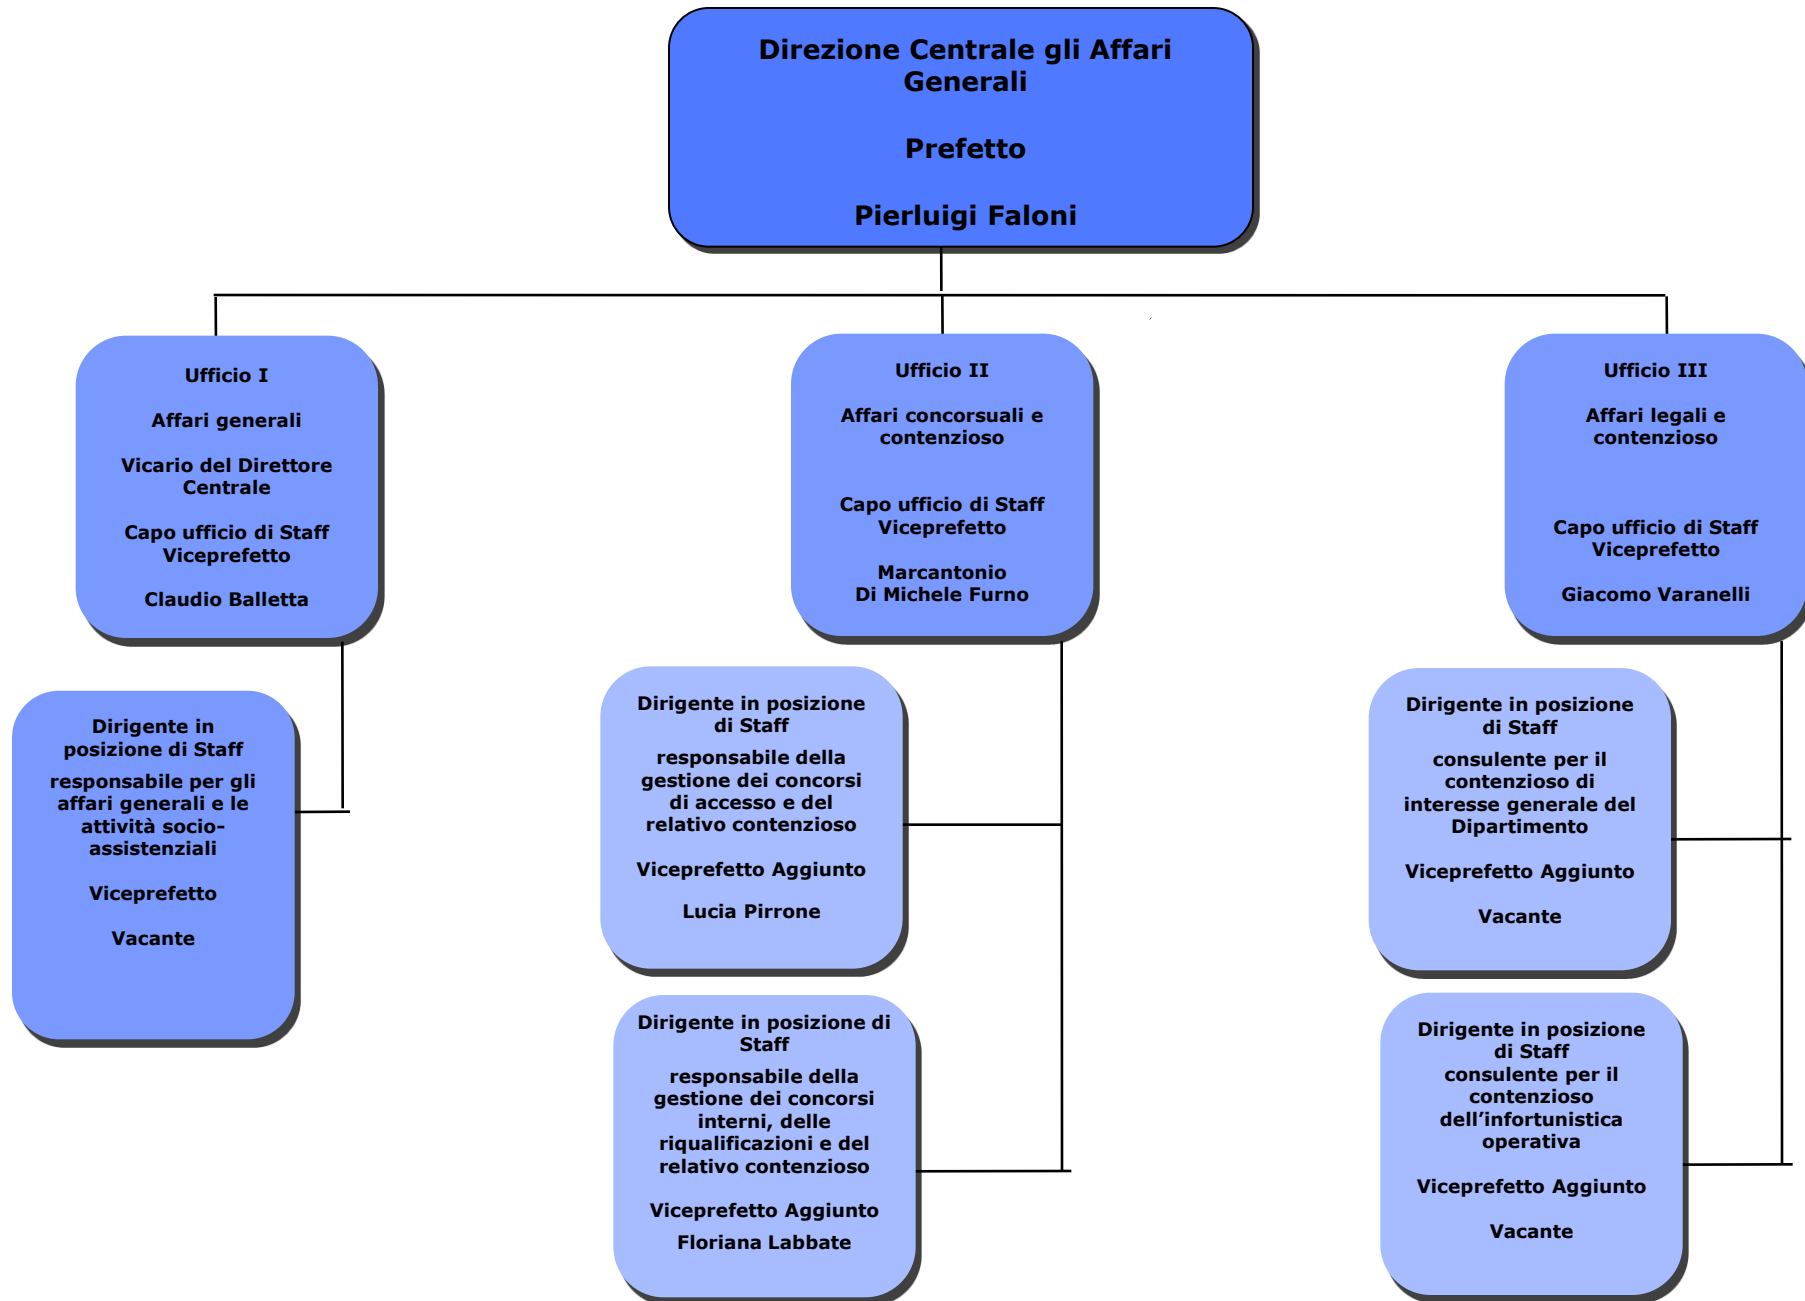 Direzione Centrale gli Affari
Generali
Prefetto
Pierluigi Faloni
Ufficio I
Affari generali
Vicario del Direttore
Centrale
Capo ufficio di Staff
Viceprefetto
Claudio Balletta
Ufficio II
Affari concorsuali e
contenzioso
Capo ufficio di Staff
Viceprefetto
Marcantonio
Di Michele Furno
Ufficio III
Affari legali e
contenzioso
Capo ufficio di Staff
Viceprefetto
Giacomo Varanelli
Dirigente in
posizione di Staff
responsabile per gli
affari generali e le
attività socio-
assistenziali
Viceprefetto
Vacante
Dirigente in posizione
di Staff
responsabile della
gestione dei concorsi
di accesso e del
relativo contenzioso
Viceprefetto Aggiunto
Lucia Pirrone
Dirigente in posizione di
Staff
responsabile della
gestione dei concorsi
interni, delle
riqualificazioni e del
relativo contenzioso
Viceprefetto Aggiunto
Floriana Labbate
Dirigente in posizione
di Staff
consulente per il
contenzioso di
interesse generale del
Dipartimento
Viceprefetto Aggiunto
Vacante
Dirigente in posizione
di Staff
consulente per il
contenzioso
dell’infortunistica
operativa
Viceprefetto Aggiunto
Vacante